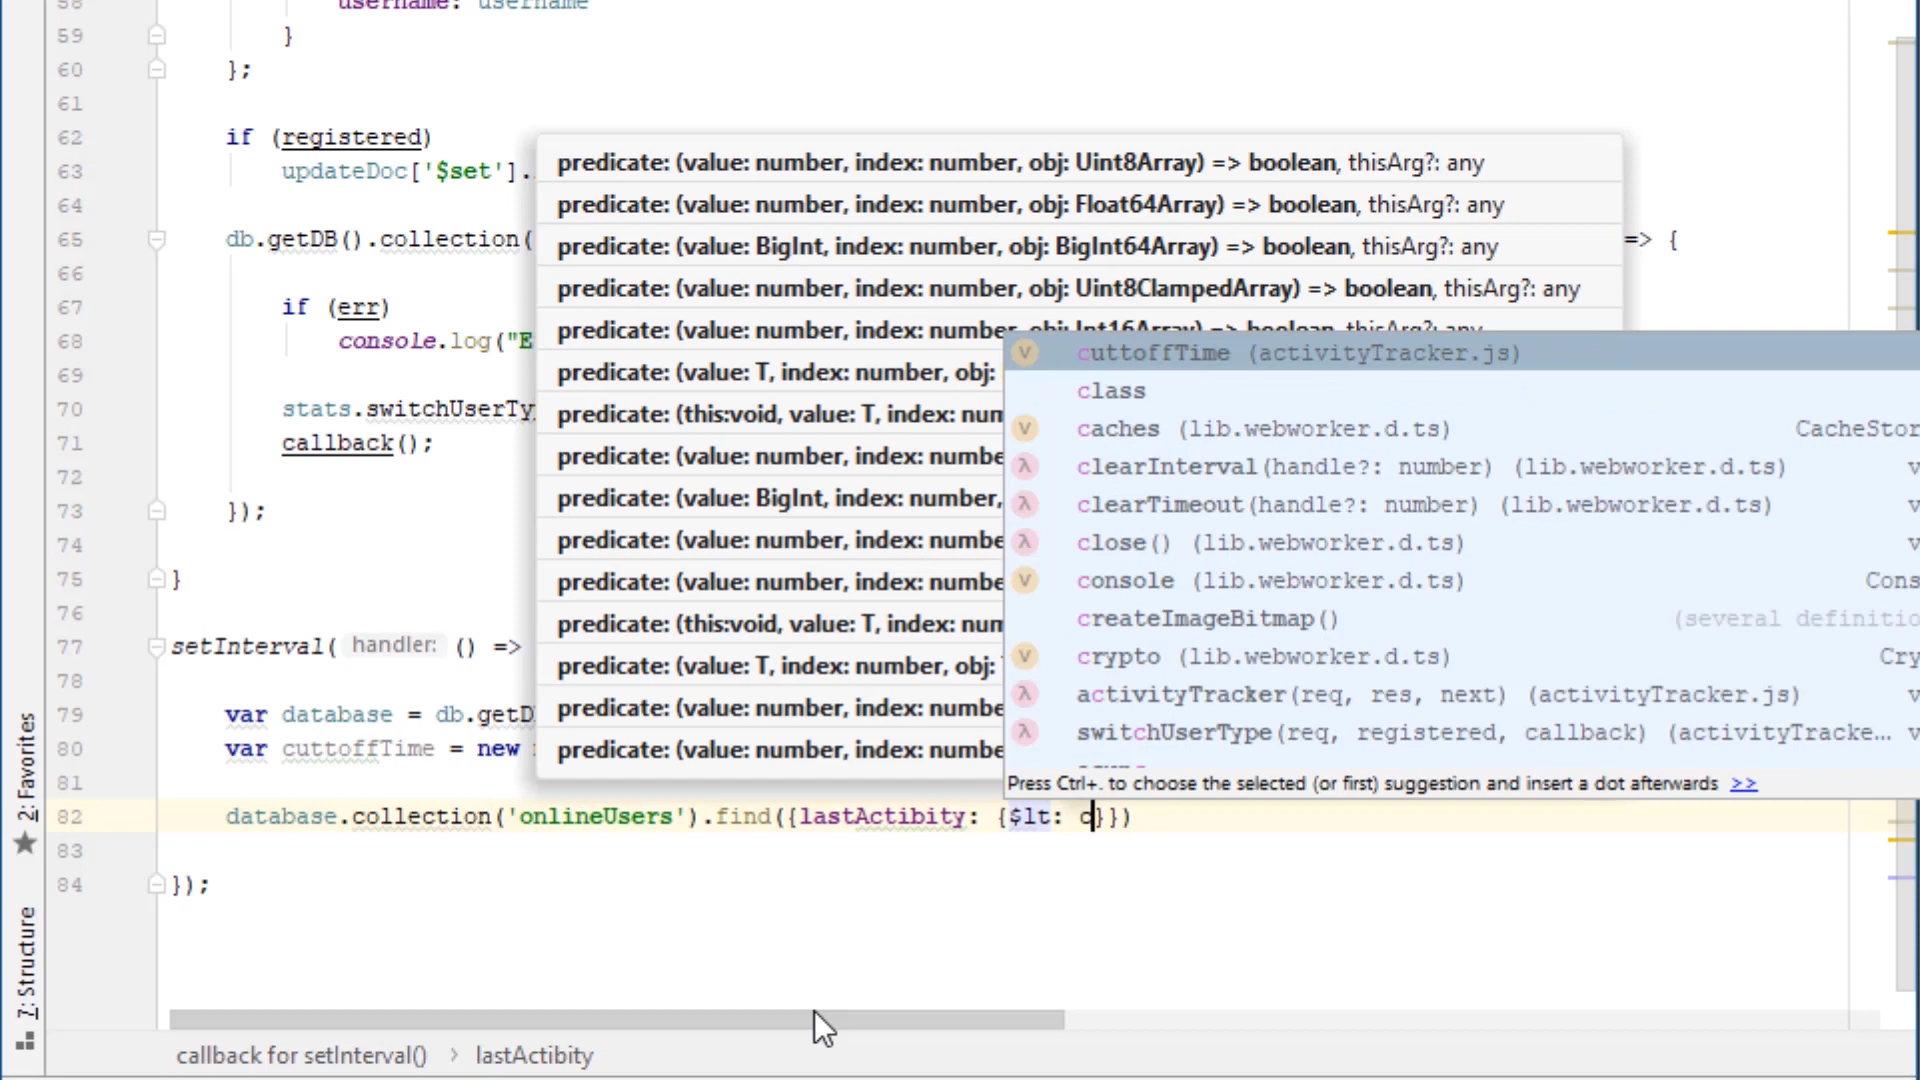 58 username: username
59 }
60 };
61
62 if (registered)
63 updateDoc['$set'].
64
65 db.getDB().collection( => {
66
67 if (err)
68 console.log("E
69
70 stats.switchUserTy
71 callback();
72
73 });
74
75 }
76
77 setInterval( handler: () =>
78
79 var database = db.getD
80 var cuttoffTime = new
81
82 database.collection('onlineUsers').find({lastActibity: {$lt: c}})
83
84 });
predicate: (value: number, index: number, obj: Uint8Array) => boolean, thisArg?: any
predicate: (value: number, index: number, obj: Float64Array) => boolean, thisArg?: any
predicate: (value: BigInt, index: number, obj: BigInt64Array) => boolean, thisArg?: any
predicate: (value: number, index: number, obj: Uint8ClampedArray) => boolean, thisArg?: any
predicate: (value: number, index: number, obj: Int16Array) => boolean, thisArg?: any
predicate: (value: T, index: number, obj:
predicate: (this:void, value: T, index: num
predicate: (value: number, index: numbe
predicate: (value: BigInt, index: number,
predicate: (value: number, index: numbe
predicate: (value: number, index: numbe
predicate: (this:void, value: T, index: num
predicate: (value: T, index: number, obj:
predicate: (value: number, index: numbe
predicate: (value: number, index: numbe
V cuttoffTime (activityTracker.js)
class
V caches (lib.webworker.d.ts) CacheStor
λ clearInterval(handle?: number) (lib.webworker.d.ts) v
λ clearTimeout(handle?: number) (lib.webworker.d.ts) v
λ close() (lib.webworker.d.ts) v
V console (lib.webworker.d.ts) Cons
createImageBitmap() (several definitio
V crypto (lib.webworker.d.ts) Cry
λ activityTracker(req, res, next) (activityTracker.js) v
λ switchUserType(req, registered, callback) (activityTracke... v
Press Ctrl+. to choose the selected (or first) suggestion and insert a dot afterwards >>
2: Favorites
7: Structure
callback for setInterval() › lastActibity